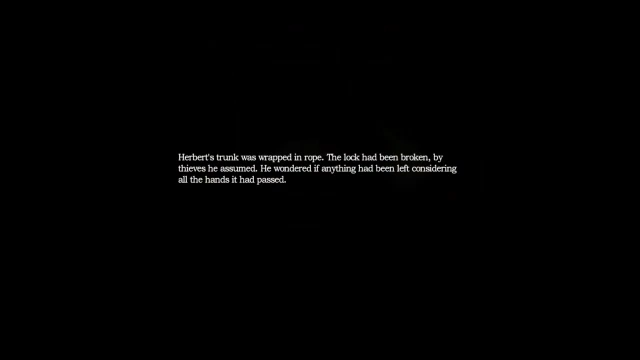 Herbert's trunk was wrapped in rope. The lock had been broken, by
thieves he assumed. He wondered if anything had been left considering
all the hands it had passed.